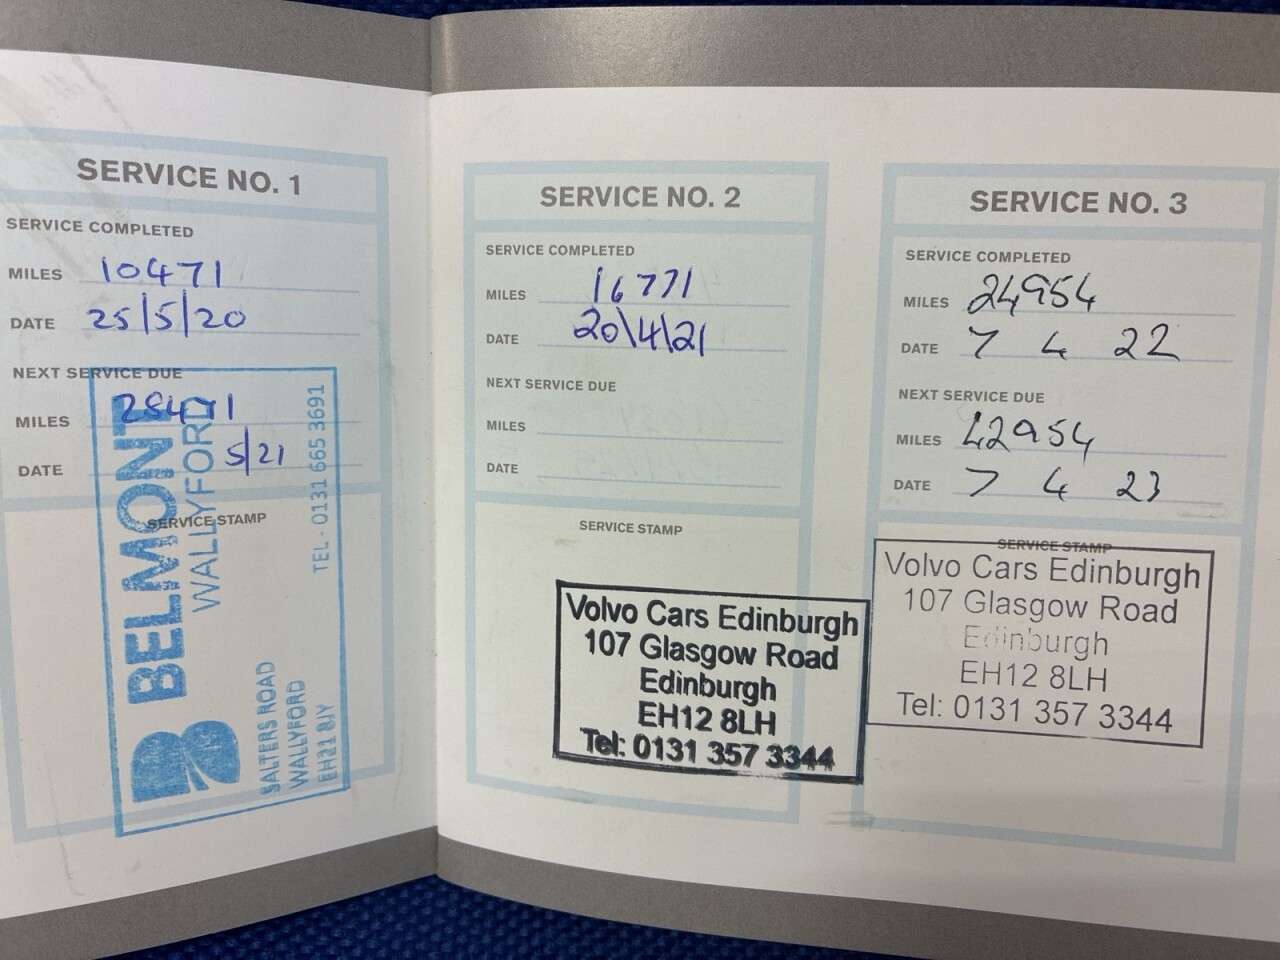 SERVICE NO. 1
SERVICE COMPLETED
MILES 10471
DATE 25/5/20
NEXT SERVICE DUE
MILES 28471
DATE 5/21
SERVICE STAMP
BELMONT
WALLYFORD
SALTERS ROAD
WALLYFORD
EH21 8JY
TEL - 0131 665 3691
SERVICE NO. 2
SERVICE COMPLETED
MILES 16771
DATE 20\4\21
NEXT SERVICE DUE
MILES
DATE
SERVICE STAMP
Volvo Cars Edinburgh
107 Glasgow Road
Edinburgh
EH12 8LH
Tel: 0131 357 3344
SERVICE NO. 3
SERVICE COMPLETED
MILES 24954
DATE 7 4 22
NEXT SERVICE DUE
MILES 42954
DATE 7 4 23
SERVICE STAMP
Volvo Cars Edinburgh
107 Glasgow Road
Edinburgh
EH12 8LH
Tel: 0131 357 3344